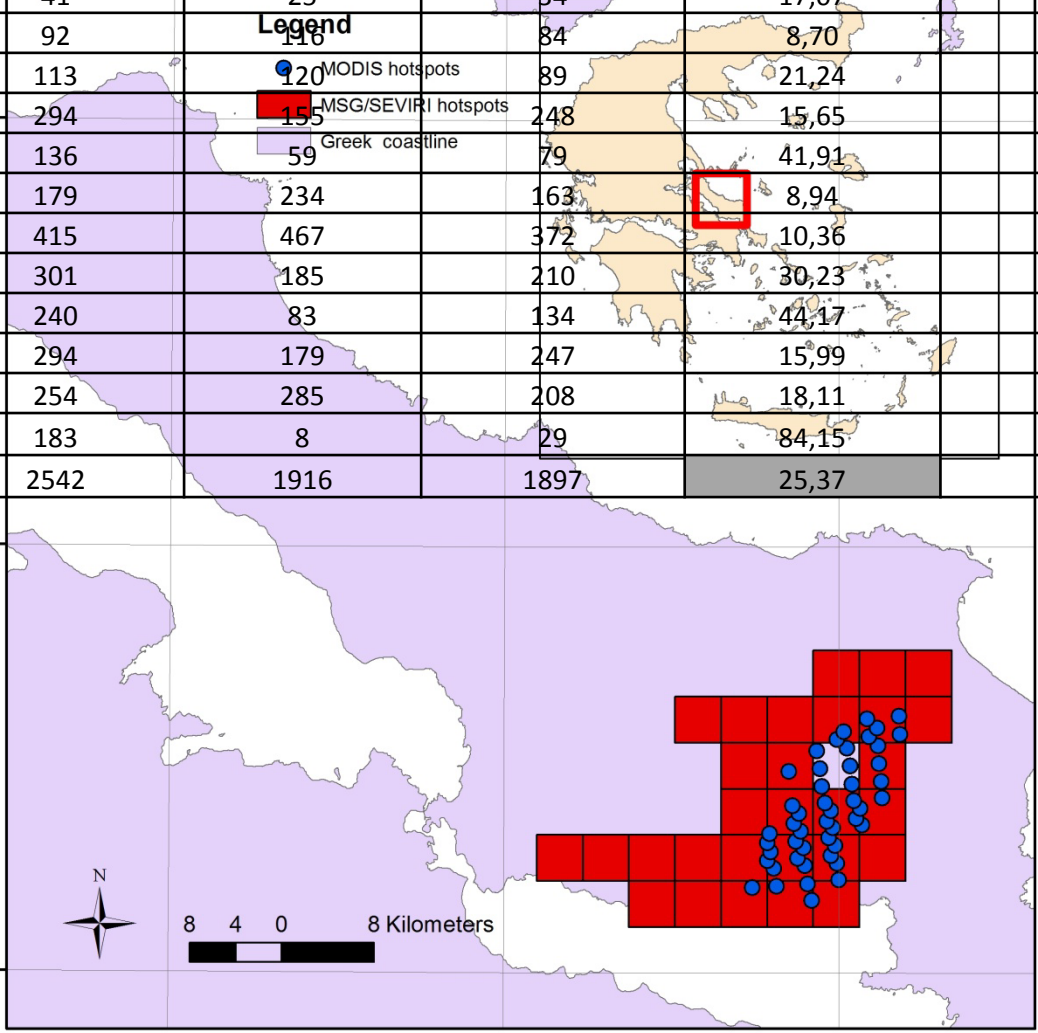 92 116 84 8,70
113 120 89 21,24
294 155 248 15,65
136 59 79 41,91
179 234 163 8,94
415 467 372 10,36
301 185 210 30,23
240 83 134 44,17
294 179 247 15,99
254 285 208 18,11
183 8 29 84,15
2542 1916 1897 25,37
Legend
MODIS hotspots
MSG/SEVIRI hotspots
Greek coastline
N
8 4 0 8 Kilometers